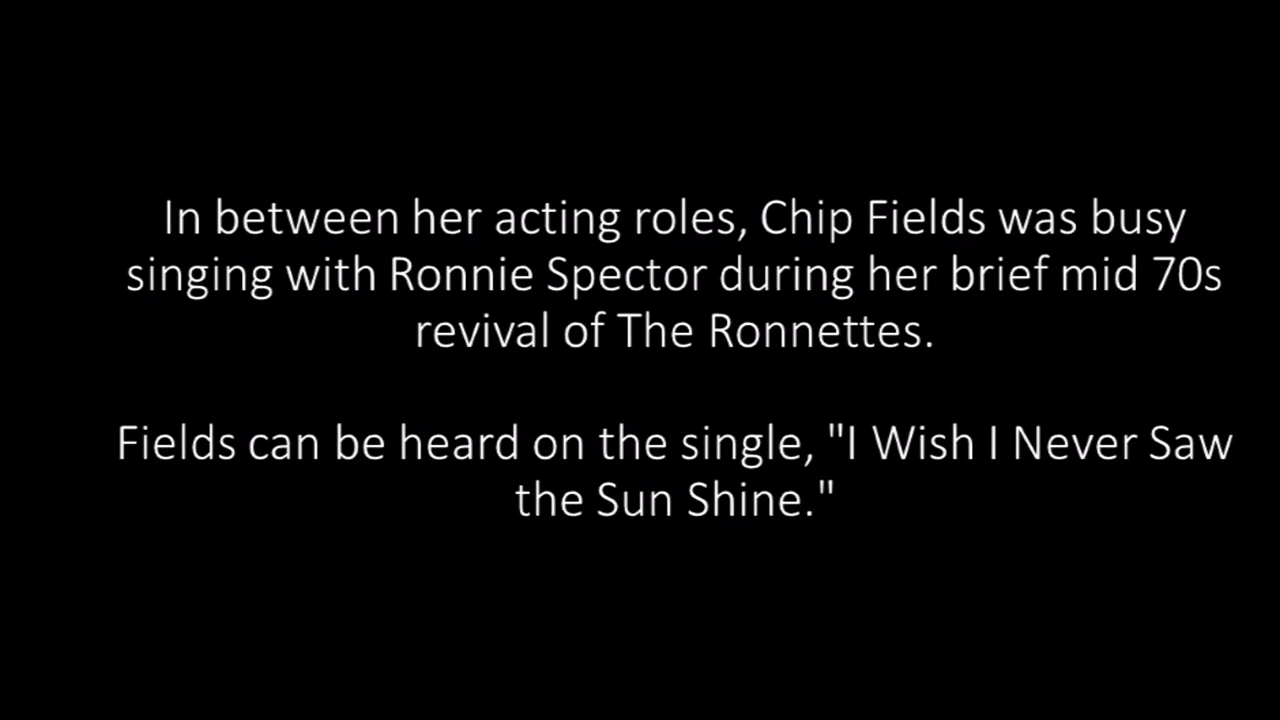 In between her acting roles, Chip Fields was busy
singing with Ronnie Spector during her brief mid 70s
revival of The Ronnettes.
Fields can be heard on the single, "I Wish I Never Saw
the Sun Shine."